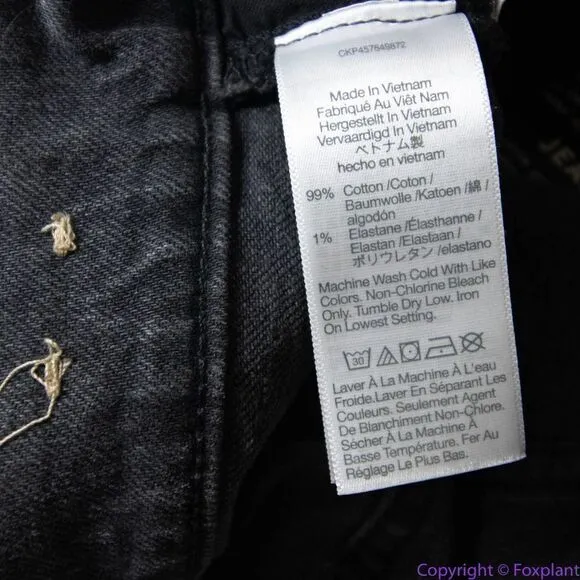 CKP457649872
Made In Vietnam
Fabriqué Au Viêt Nam
Hergestellt In Vietnam
Vervaardigd In Vietnam
ベトナム製
hecho en vietnam
99% Cotton /Coton /
Baumwolle /Katoen /綿 /
algodón
1% Elastane /Élasthanne /
Elastan /Elastaan /
ポリウレタン /elastano
Machine Wash Cold With Like
Colors. Non-Chlorine Bleach
Only. Tumble Dry Low. Iron
On Lowest Setting.
30
Laver À La Machine À L'eau
Froide.Laver En Séparant Les
Couleurs. Seulement Agent
De Blanchiment Non-Chlore.
Sécher À La Machine À
Basse Température. Fer Au
Réglage Le Plus Bas.
Copyright © Foxplant